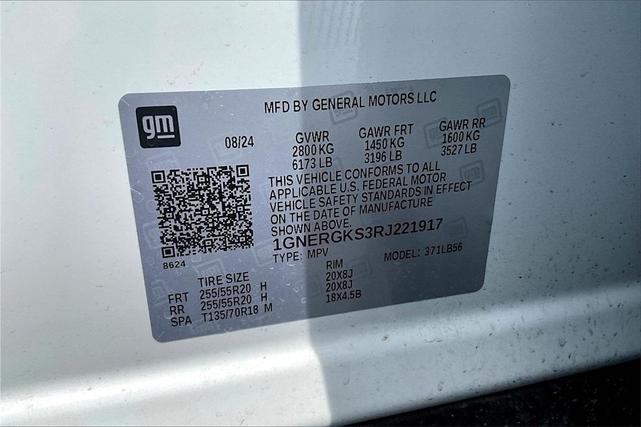 gm
MFD BY GENERAL MOTORS LLC
08/24 GVWR GAWR FRT GAWR RR
2800 KG 1450 KG 1600 KG
6173 LB 3196 LB 3527 LB
THIS VEHICLE CONFORMS TO ALL
APPLICABLE U.S. FEDERAL MOTOR
VEHICLE SAFETY STANDARDS IN EFFECT
ON THE DATE OF MANUFACTURE
SHOWN ABOVE.
1GNERGKS3RJ221917
8624 TYPE: MPV MODEL: 371LB56
TIRE SIZE RIM
FRT 255/55R20 H 20X8J
RR 255/55R20 H 20X8J
SPA T135/70R18 M 18X4.5B